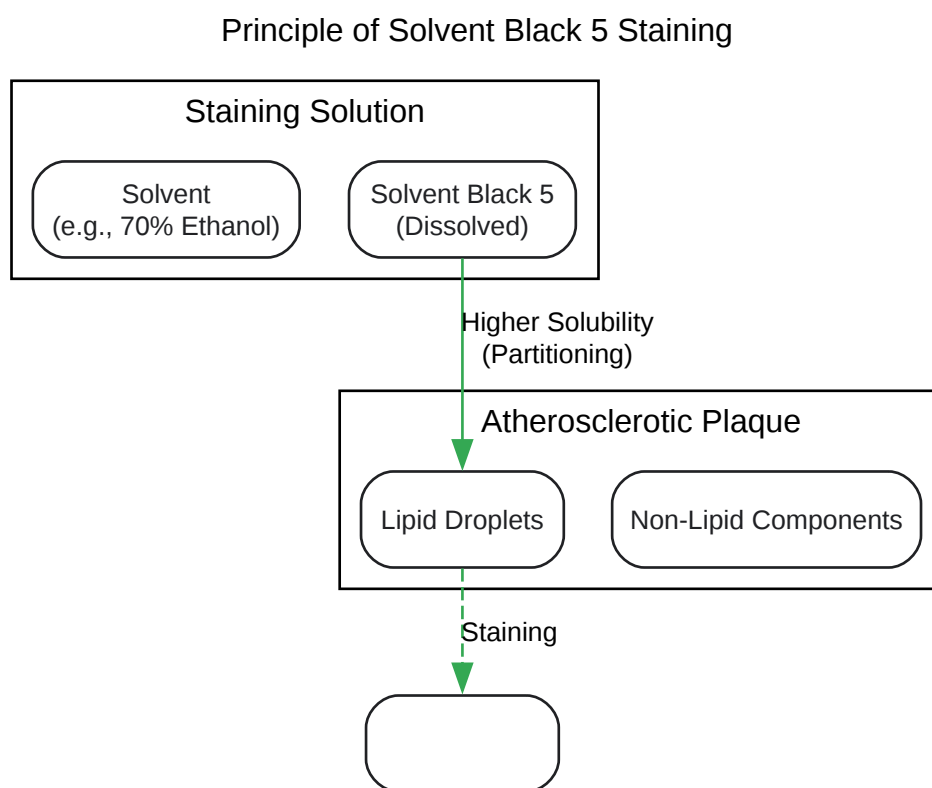 Principle of Solvent Black 5 Staining
Staining Solution
Solvent
(e.g., 70% Ethanol)
Solvent Black 5
(Dissolved)
Higher Solubility
(Partitioning)
Atherosclerotic Plaque
Lipid Droplets
Non-Lipid Components
Staining